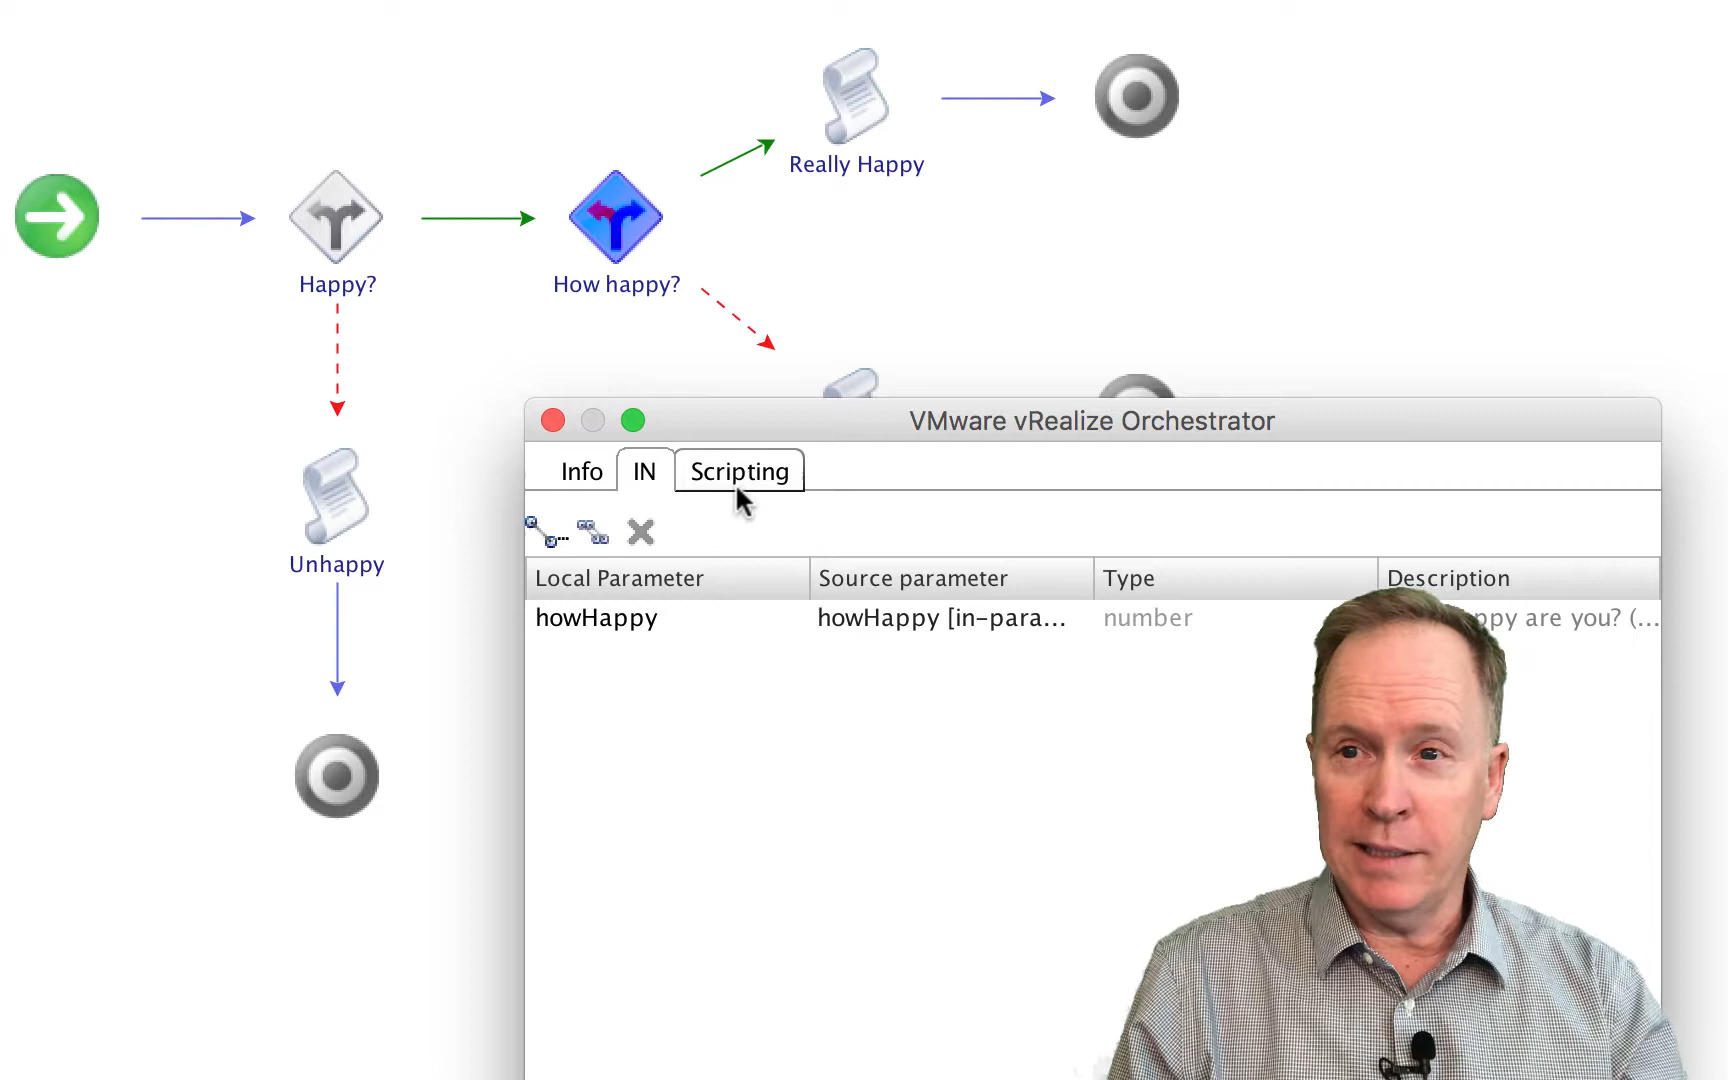 Really Happy
Happy?
How happy?
Unhappy
VMware vRealize Orchestrator
Info
IN
Scripting
Local Parameter
Source parameter
Type
Description
howHappy
howHappy [in-para...
number
are you? (...